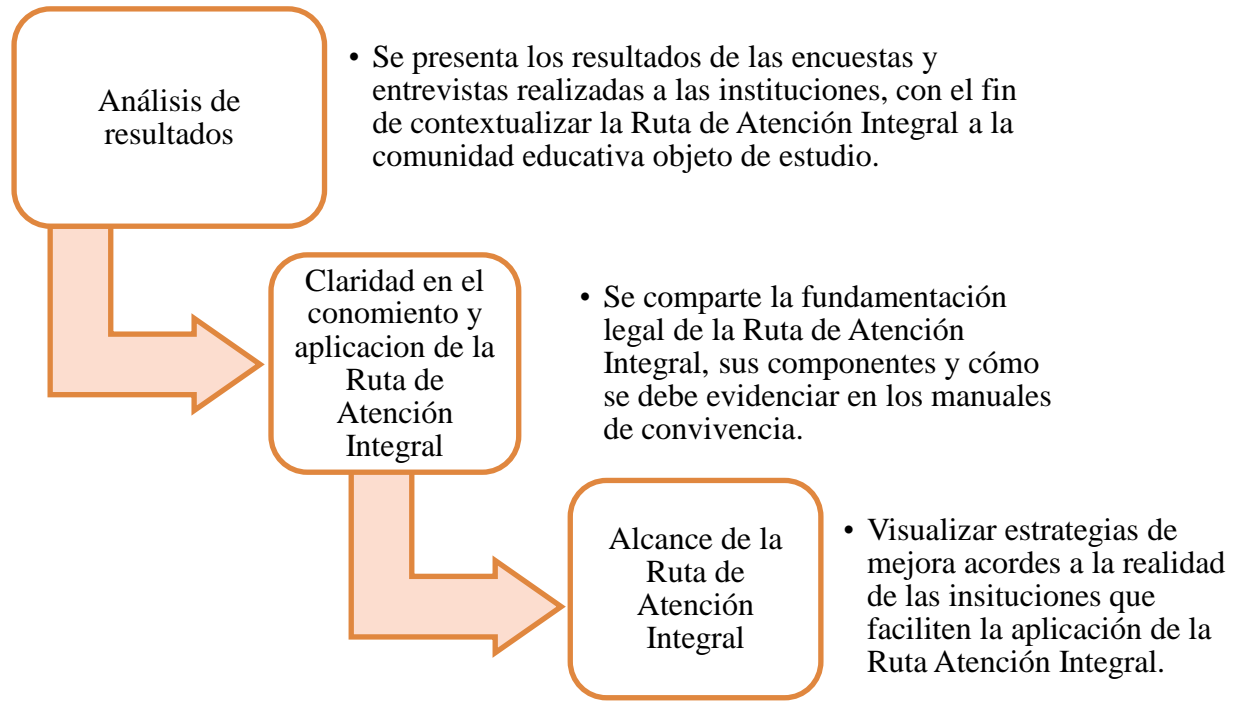 Análisis de
resultados
• Se presenta los resultados de las encuestas y
entrevistas realizadas a las instituciones, con el fin
de contextualizar la Ruta de Atención Integral a la
comunidad educativa objeto de estudio.
Claridad en el
conomiento y
aplicacion de la
Ruta de
Atención
Integral
• Se comparte la fundamentación
legal de la Ruta de Atención
Integral, sus componentes y cómo
se debe evidenciar en los manuales
de convivencia.
Alcance de la
Ruta de
Atención
Integral
• Visualizar estrategias de
mejora acordes a la realidad
de las insituciones que
faciliten la aplicación de la
Ruta Atención Integral.